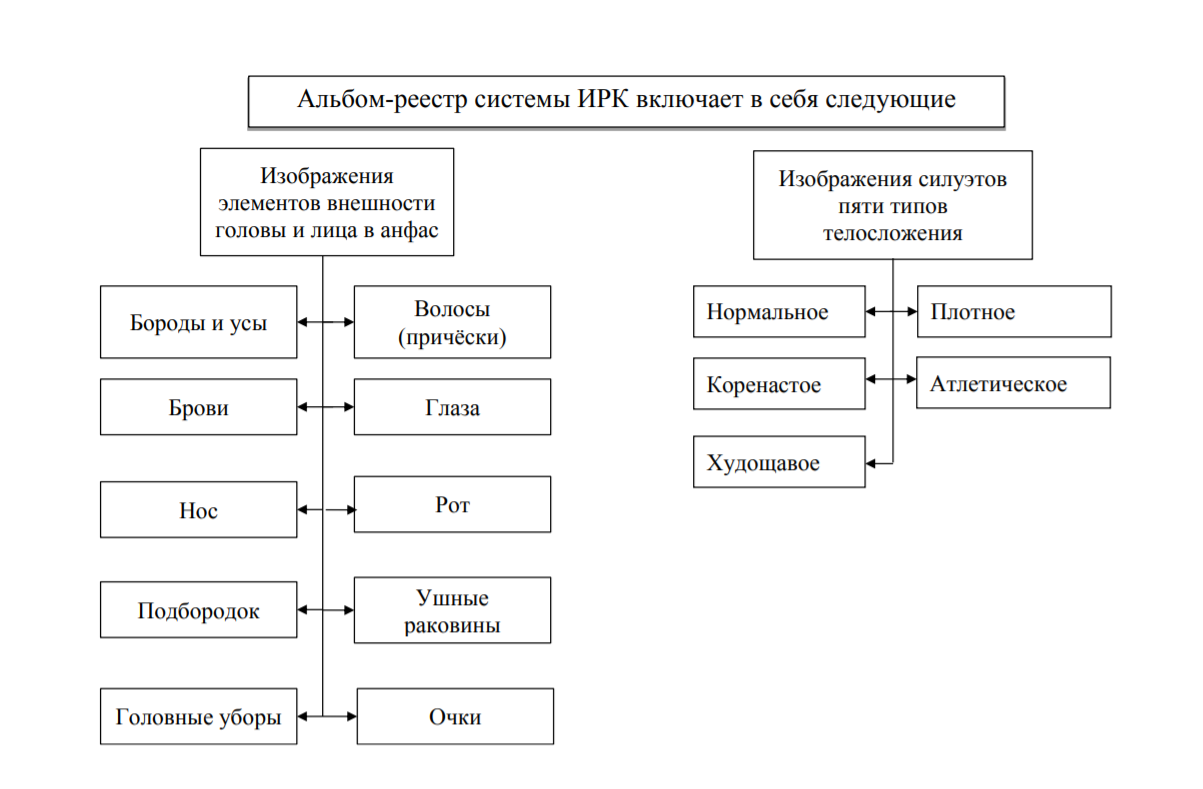 Альбом-реестр системы ИРК включает в себя следующие
Изображения
элементов внешности
головы и лица в анфас
Бороды и усы
Волосы
(причёски)
Брови
Глаза
Нос
Рот
Подбородок
Ушные
раковины
Головные уборы
Очки
Изображения силуэтов
пяти типов
телосложения
Нормальное
Плотное
Коренастое
Атлетическое
Худощавое